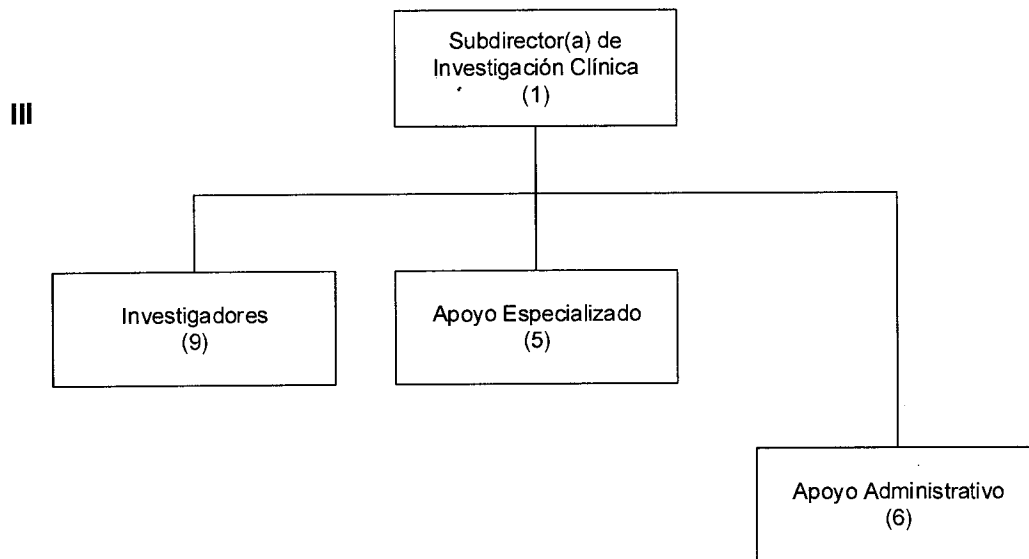 Subdirector(a) de
Investigación Clínica
(1)
III
Investigadores
(9)
Apoyo Especializado
(5)
Apoyo Administrativo
(6)